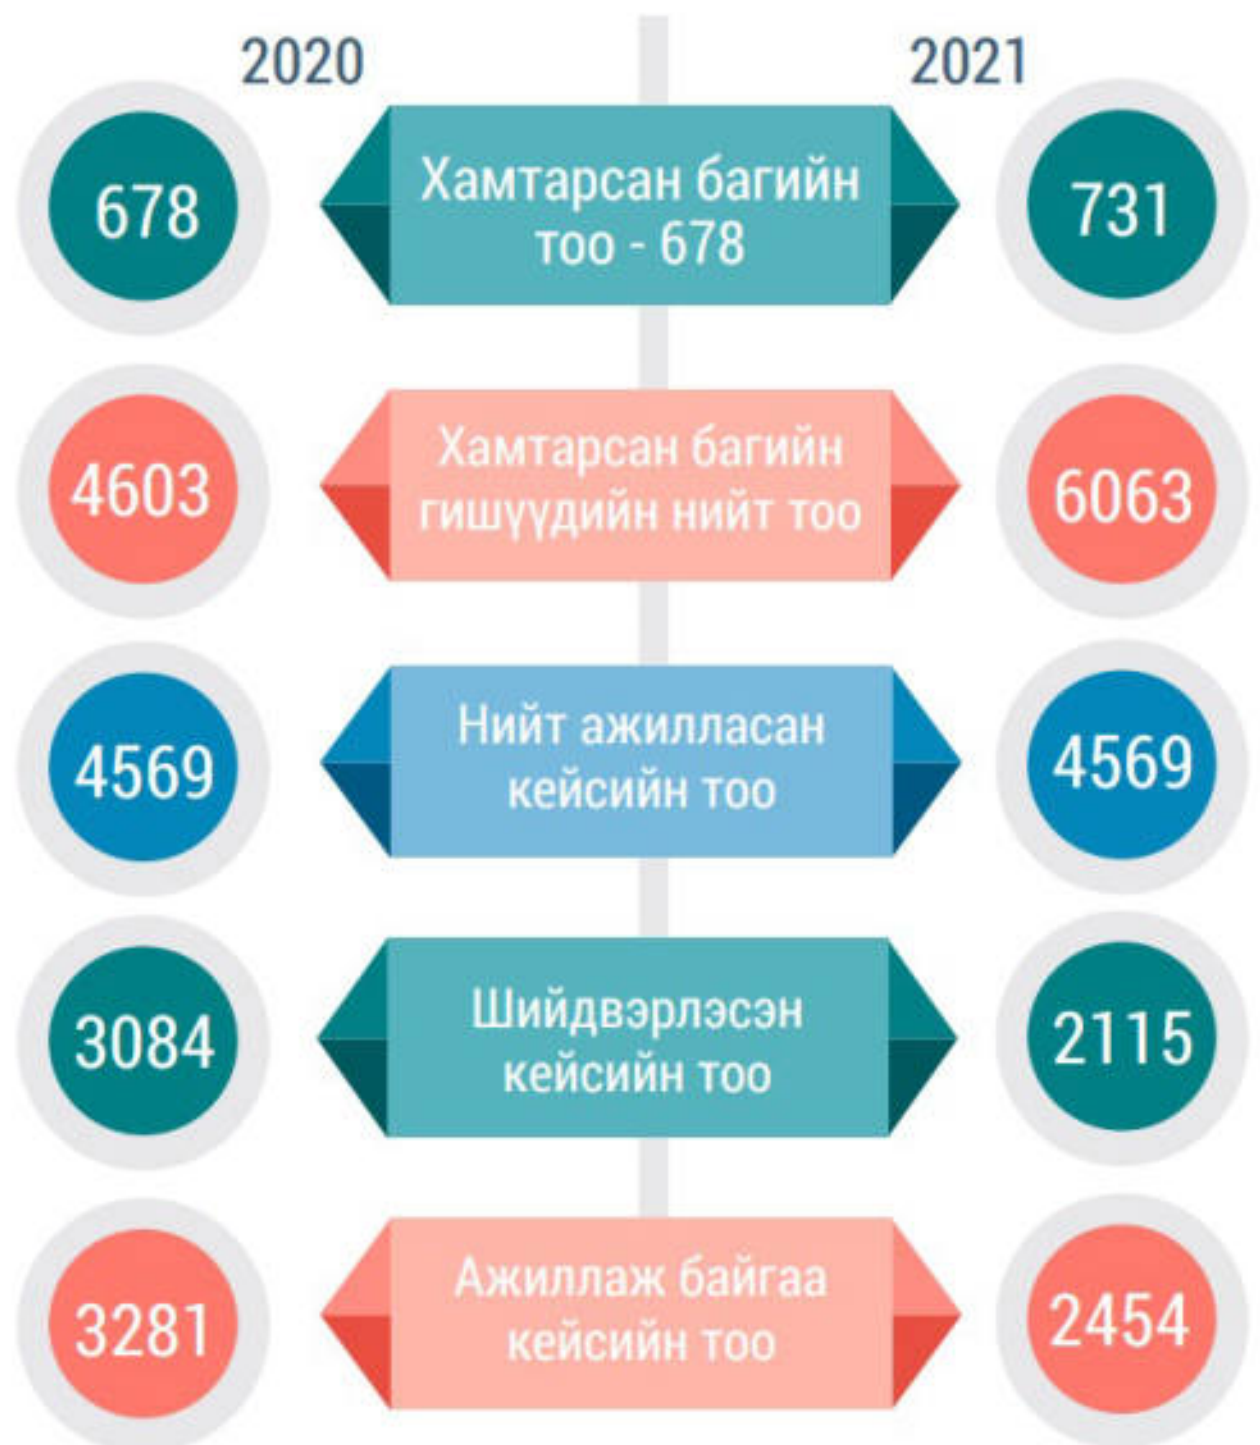 2020
2021
678
Хамтарсан багийн
тоо - 678
731
4603
Хамтарсан багийн
гишүүдийн нийт тоо
6063
4569
Нийт ажилласан
кейсийн тоо
4569
3084
Шийдвэрлэсэн
кейсийн тоо
2115
3281
Ажиллаж байгаа
кейсийн тоо
2454